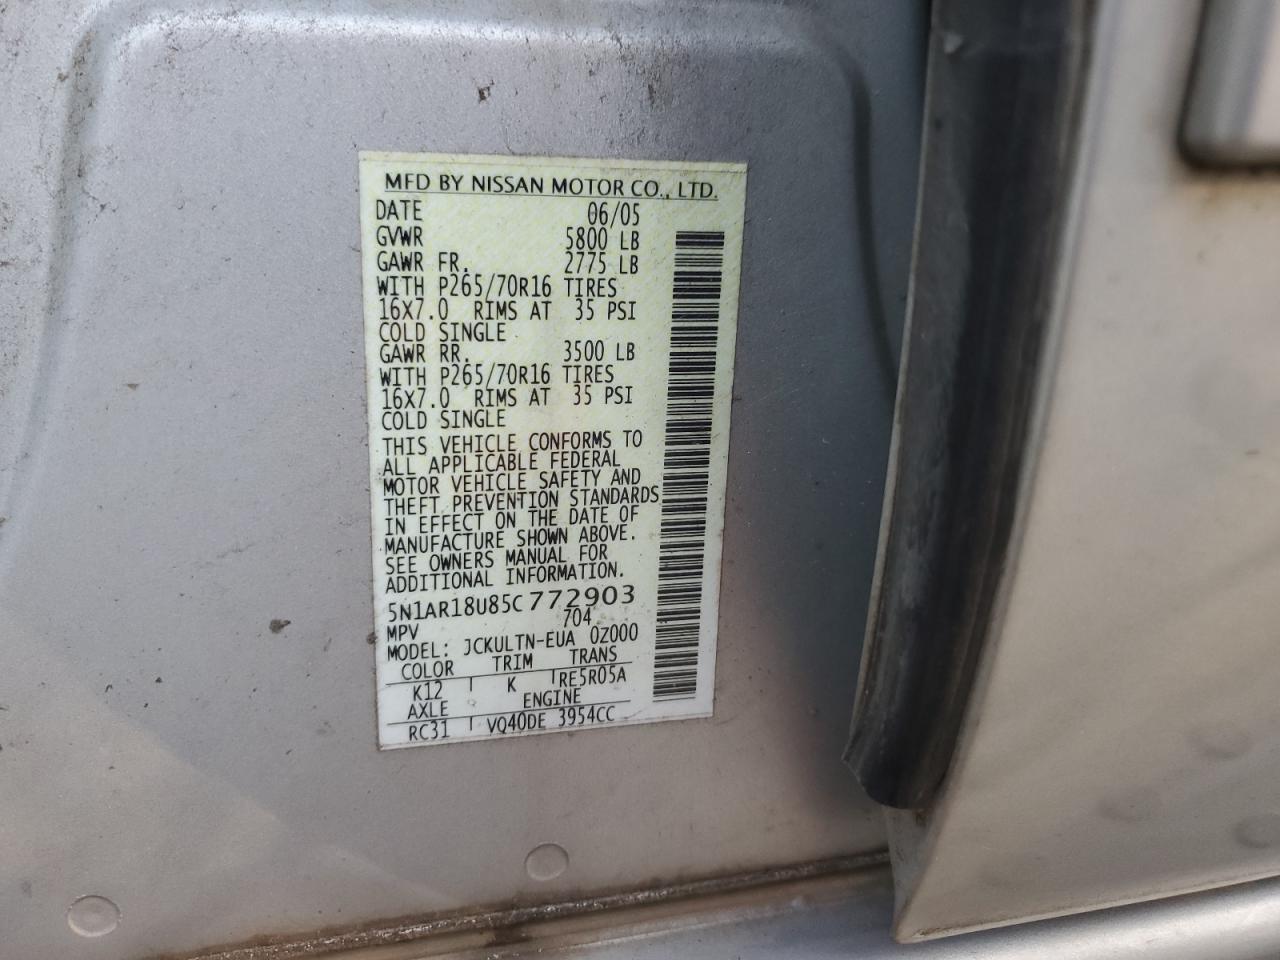 MFD BY NISSAN MOTOR CO., LTD.
DATE 06/05
GVWR 5800 LB
GAWR FR. 2775 LB
WITH P265/70R16 TIRES
16X7.0 RIMS AT 35 PSI
COLD SINGLE
GAWR RR. 3500 LB
WITH P265/70R16 TIRES
16X7.0 RIMS AT 35 PSI
COLD SINGLE
THIS VEHICLE CONFORMS TO
ALL APPLICABLE FEDERAL
MOTOR VEHICLE SAFETY AND
THEFT PREVENTION STANDARDS
IN EFFECT ON THE DATE OF
MANUFACTURE SHOWN ABOVE.
SEE OWNERS MANUAL FOR
ADDITIONAL INFORMATION.
5N1AR18U85C772903
MPV 704
MODEL: JCKULTN-EUA 0Z000
COLOR TRIM TRANS
K12 K RE5R05A
AXLE ENGINE
RC31 VQ40DE 3954CC